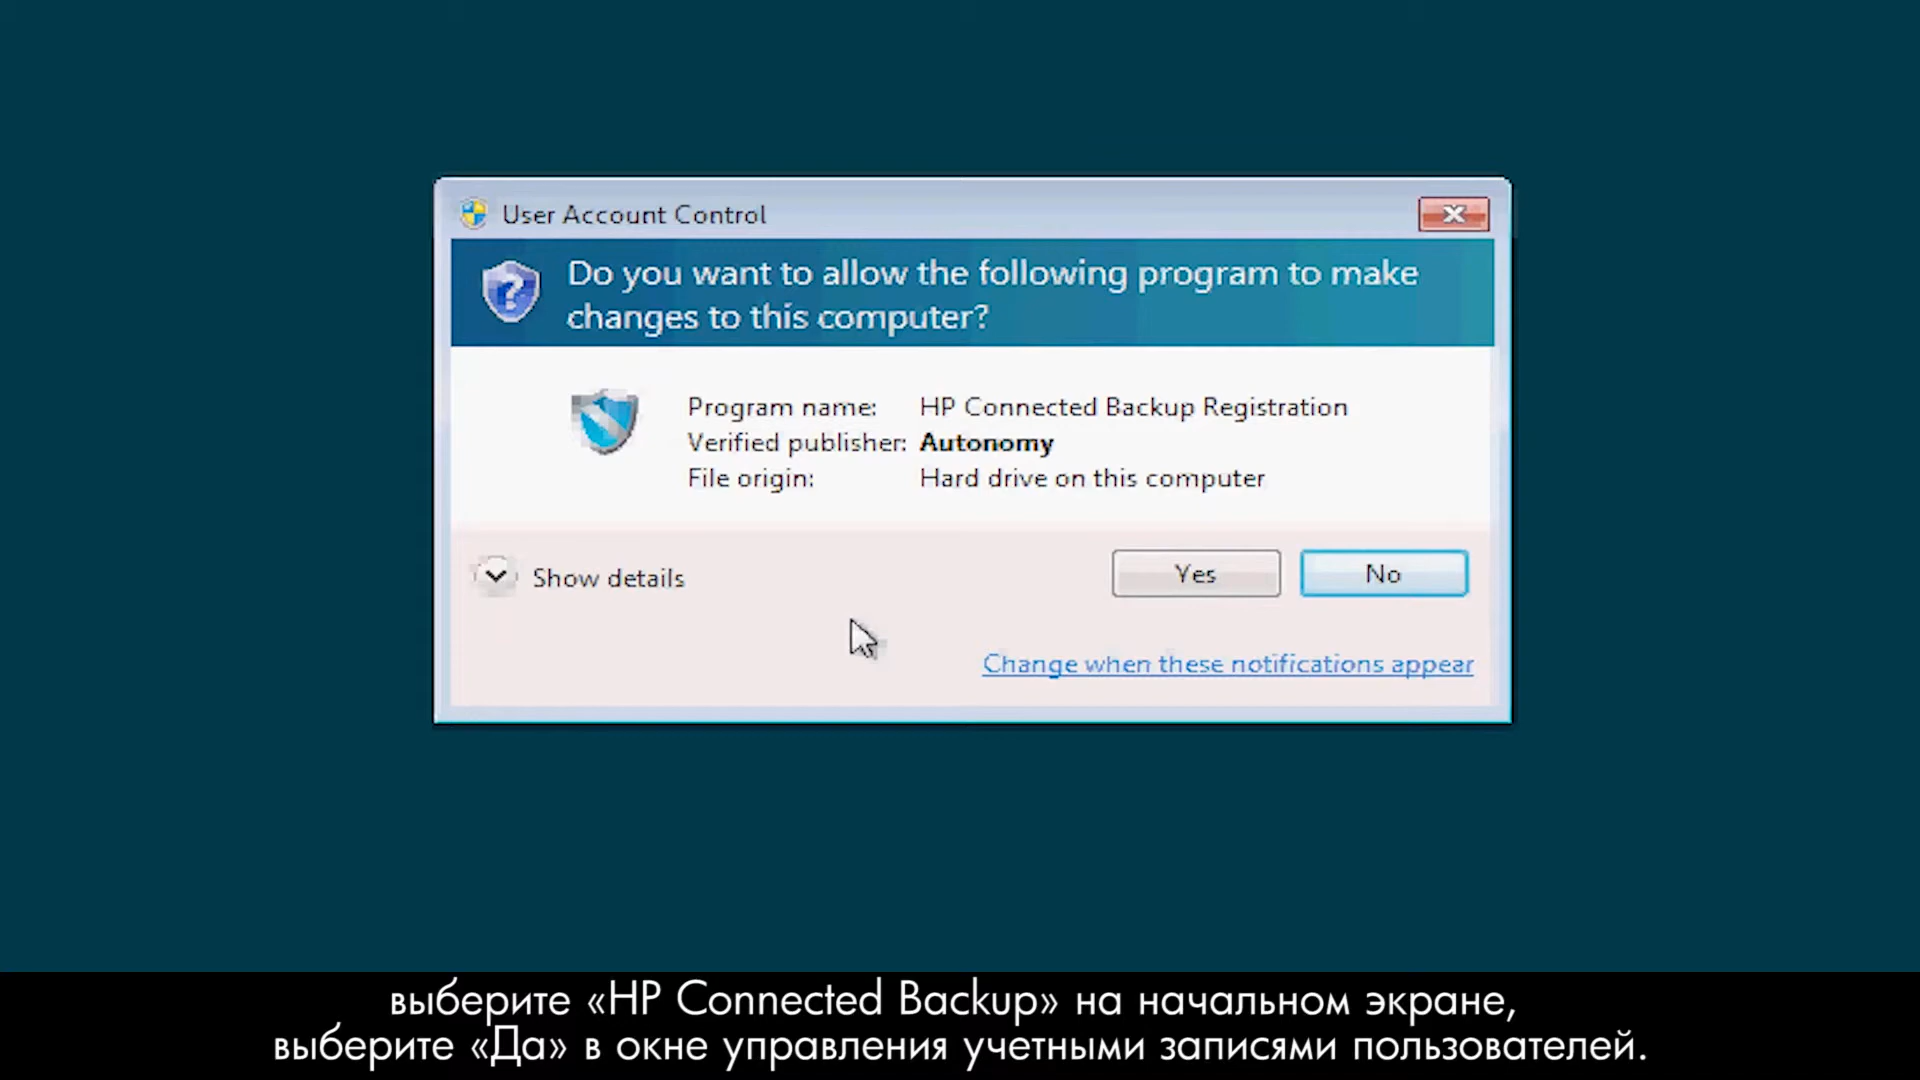 User Account Control
Do you want to allow the following program to make
changes to this computer?
Program name: HP Connected Backup Registration
Verified publisher: Autonomy
File origin: Hard drive on this computer
Show details
Yes
No
Change when these notifications appear
выберите «HP Connected Backup» на начальном экране,
выберите «Да» в окне управления учетными записями пользователей.